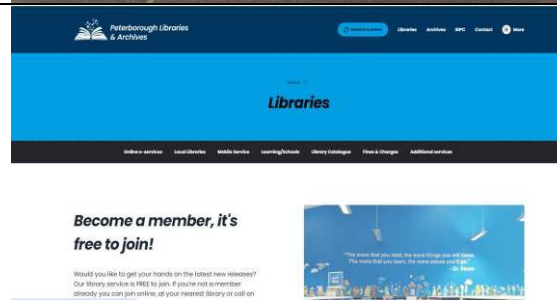 Peterborough Libraries
& Archives
Libraries Archives BIPC Contact More
Home
Libraries
Online e-services Local Libraries Mobile Service Learning/Schools Library Catalogue Fines & Charges Additional services
Become a member, it's
free to join!
Would you like to get your hands on the latest new releases?
Our library service is FREE to join. If you're not a member
already you can join online, at your nearest library or call on
"The more that you read, the more things you will know.
The more that you learn, the more places you'll go."
-Dr. Seuss